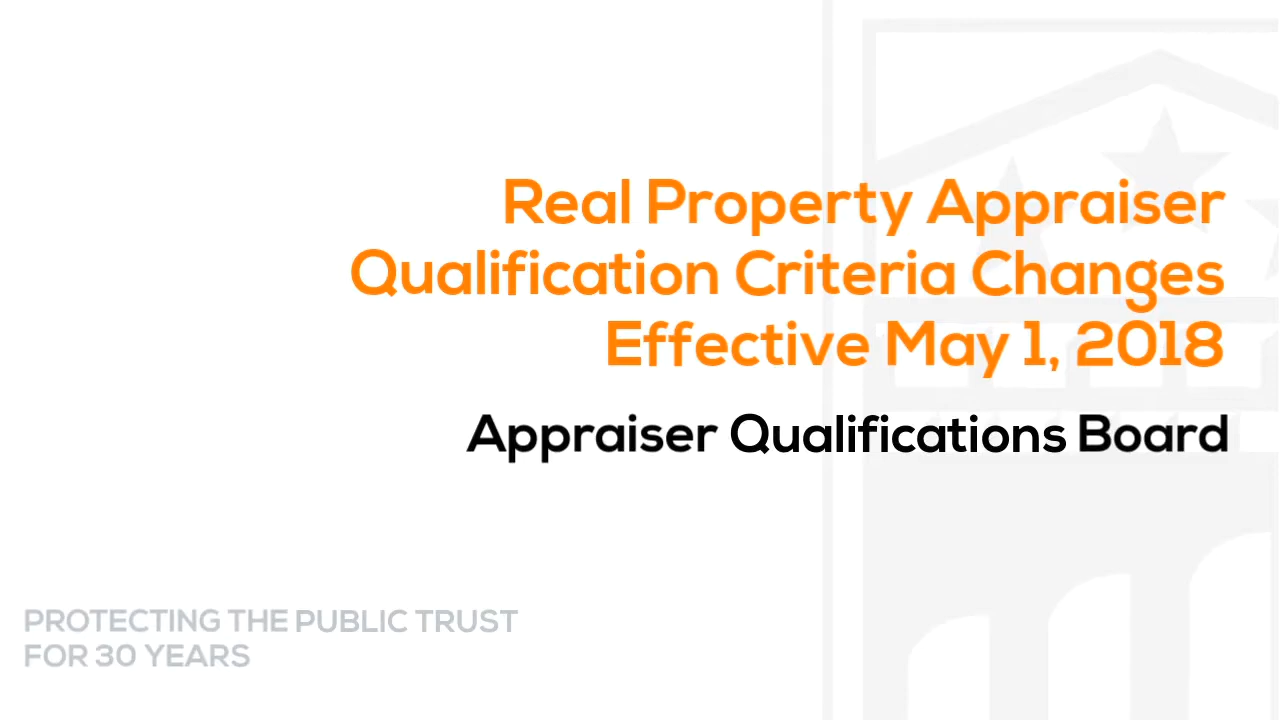 Real Property Appraiser
Qualification Criteria Changes
Effective May 1, 2018
Appraiser Qualifications Board
PROTECTING THE PUBLIC TRUST
FOR 30 YEARS